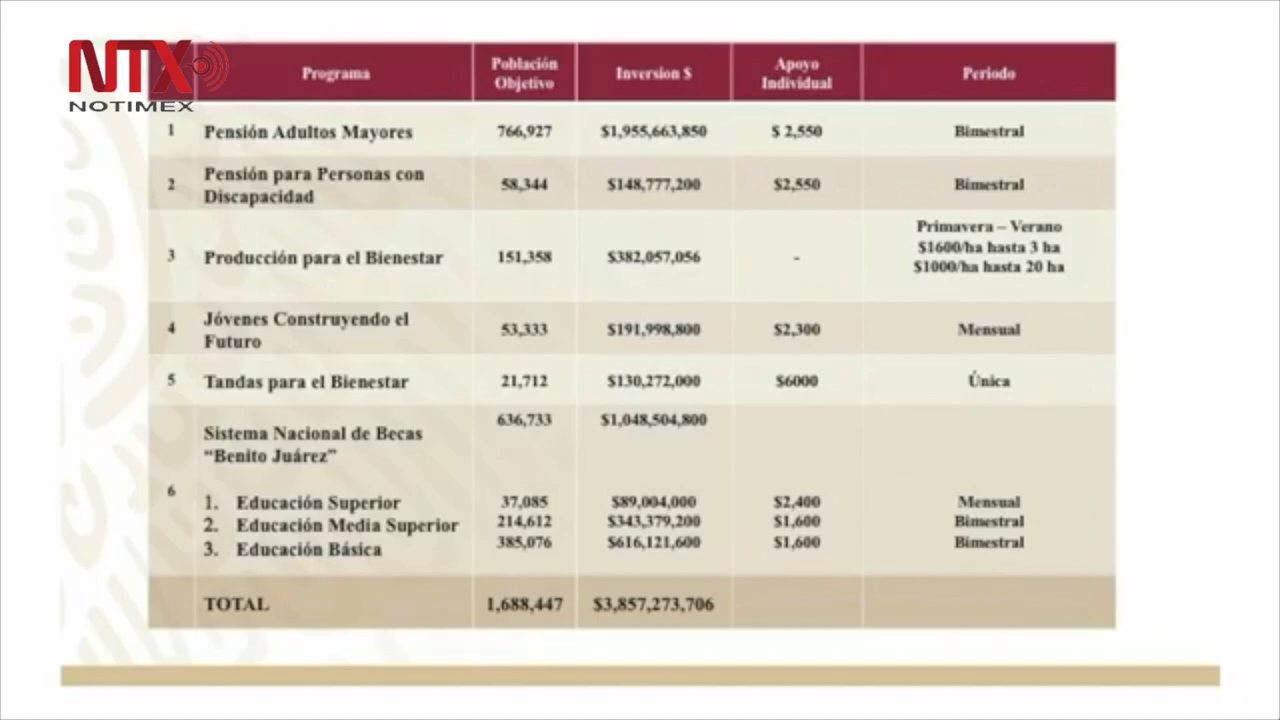 NTX
NOTIMEX
Programa
Población
Objetivo
Inversion $
Apoyo
Individual
Periodo
1 Pensión Adultos Mayores 766,927 $1,955,663,850 $ 2,550 Bimestral
2 Pensión para Personas con
Discapacidad 58,344 $148,777,200 $2,550 Bimestral
3 Producción para el Bienestar 151,358 $382,057,056 -
Primavera – Verano
$1600/ha hasta 3 ha
$1000/ha hasta 20 ha
4 Jóvenes Construyendo el
Futuro 53,333 $191,998,800 $2,300 Mensual
5 Tandas para el Bienestar 21,712 $130,272,000 $6000 Única
6
Sistema Nacional de Becas
“Benito Juárez”
636,733 $1,048,504,800
1. Educación Superior 37,085 $89,004,000 $2,400 Mensual
2. Educación Media Superior 214,612 $343,379,200 $1,600 Bimestral
3. Educación Básica 385,076 $616,121,600 $1,600 Bimestral
TOTAL 1,688,447 $3,857,273,706